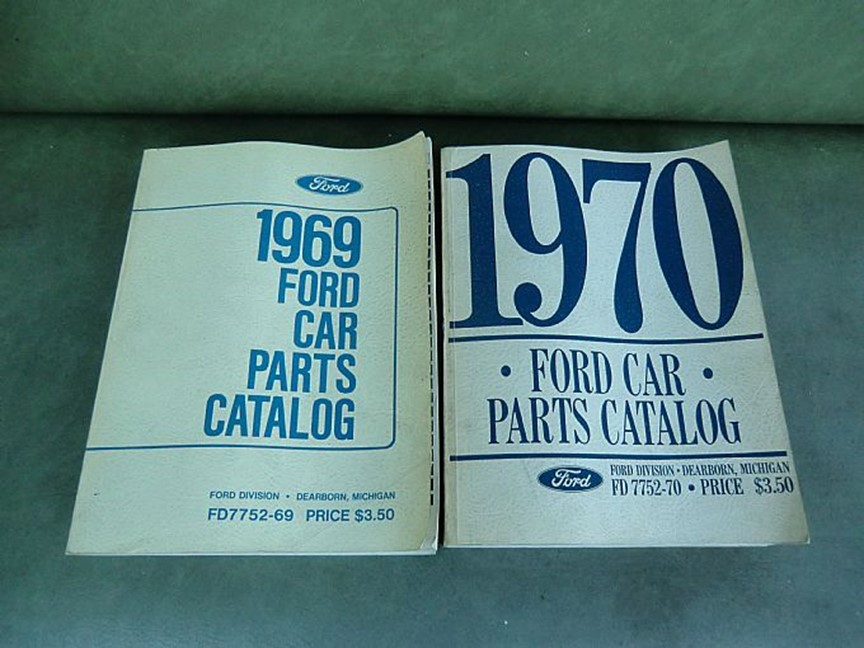 Ford
1969
FORD
CAR
PARTS
CATALOG
FORD DIVISION • DEARBORN, MICHIGAN
FD7752-69 PRICE $3.50
1970
• FORD CAR •
PARTS CATALOG
Ford
FORD DIVISION • DEARBORN, MICHIGAN
FD 7752-70 • PRICE $3.50